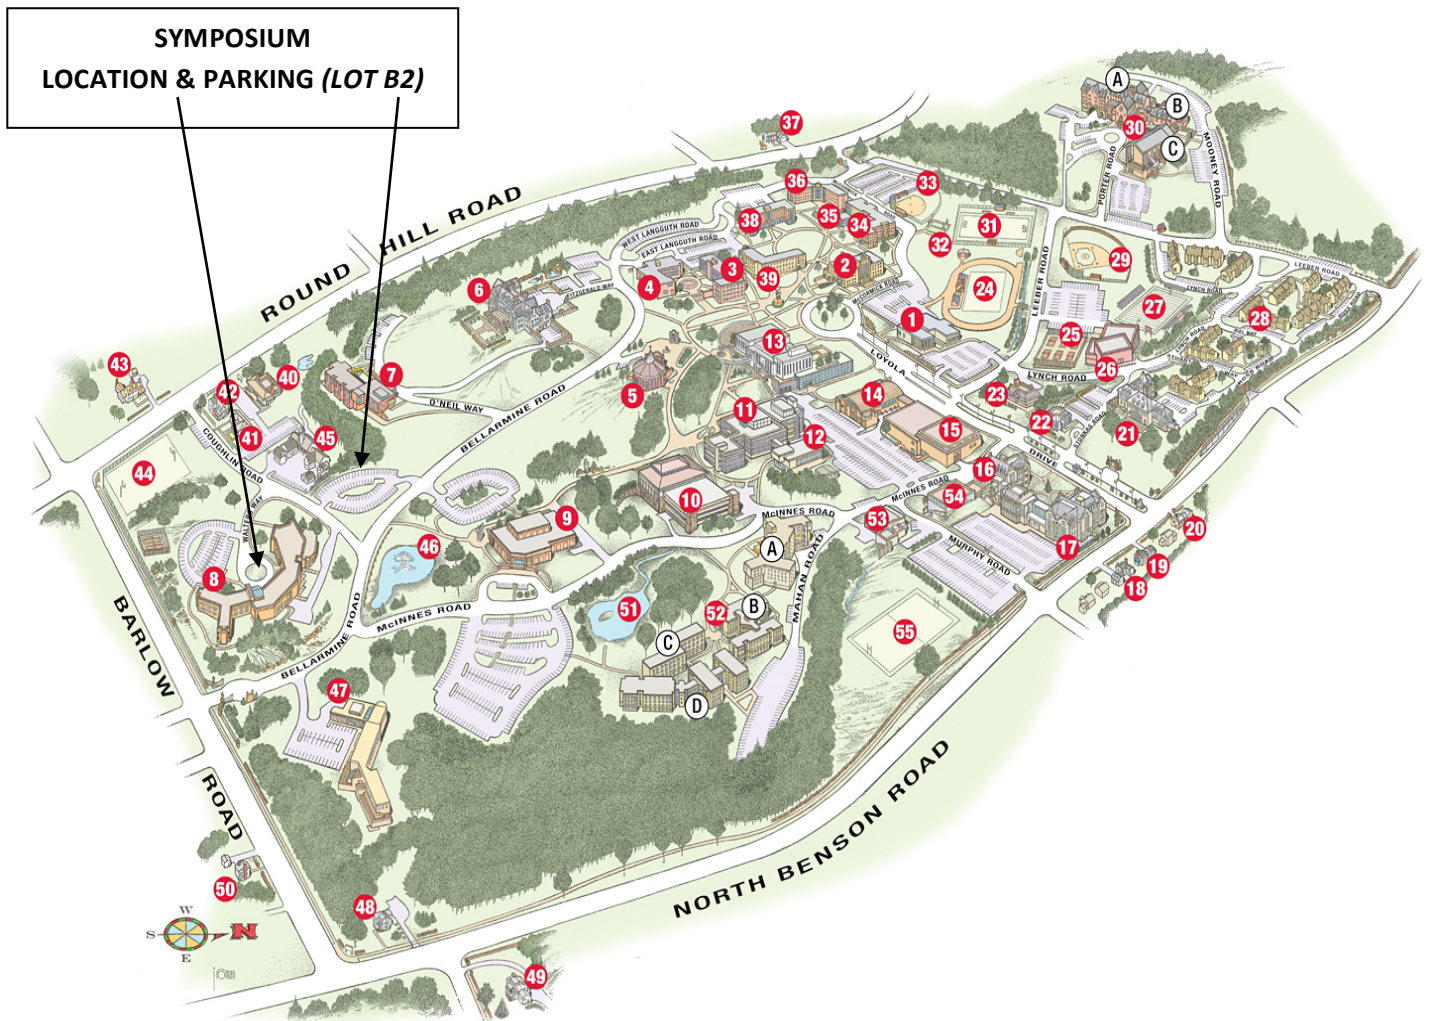 SYMPOSIUM
LOCATION & PARKING (LOT B2)
A
B
30
C
MOONEY ROAD
PORTER ROAD
37
ROUND HILL ROAD
36
33
35
34
ROAD
38
31
32
WEST LANGGUTH ROAD
EAST LANGGUTH ROAD
LEEBER ROAD
29
LEEBER ROAD
3
2
39
4
6
FITZGERALD WAY
McCORMICK ROAD
24
LYNCH ROAD
27
28
1
25
LYNCH ROAD
26
LYNCH ROAD
13
LOYOLA
DRIVE
43
42
40
7
O'NEIL WAY
BELLARMINE ROAD
5
14
23
22
21
11
12
15
41
45
COUGHLIN ROAD
44
16
54
McINNES ROAD
10
9
53
McINNES ROAD
MURPHY ROAD
17
20
19
18
WALTERS WAY
8
46
A
MAHAN ROAD
51
52
B
C
D
55
McINNES ROAD
BELLARMINE ROAD
47
BARLOW
ROAD
NORTH BENSON ROAD
50
48
49
W
S
N
E